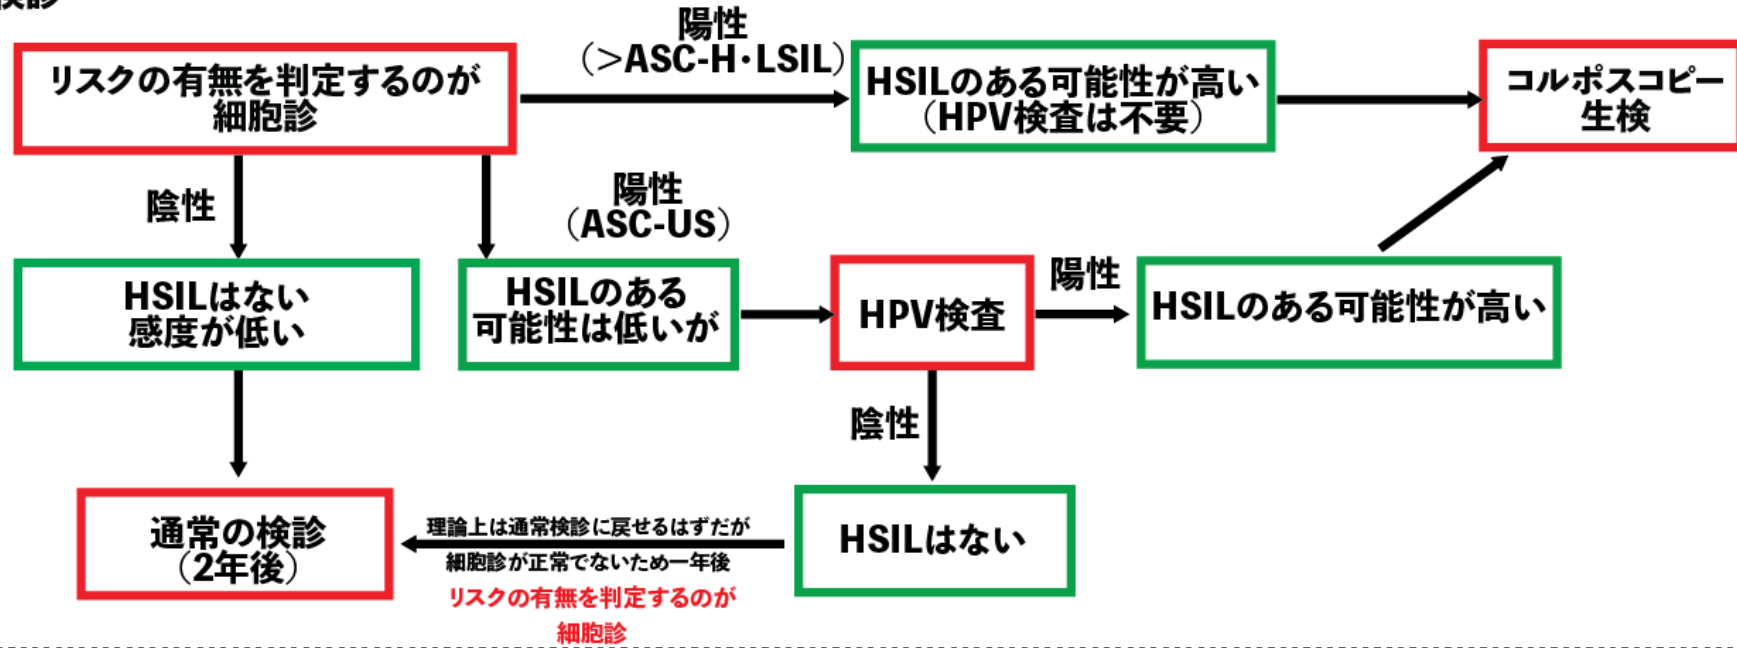 検診
リスクの有無を判定するのが
細胞診
陽性
（>ASC-H・LSIL）
HSILのある可能性が高い
（HPV検査は不要）
コルポスコピー
生検
陰性
陽性
（ASC-US）
HSILはない
感度が低い
HSILのある
可能性は低いが
HPV検査
陽性
HSILのある可能性が高い
陰性
通常の検診
（2年後）
理論上は通常検診に戻せるはずだが
細胞診が正常でないため一年後
リスクの有無を判定するのが
細胞診
HSILはない